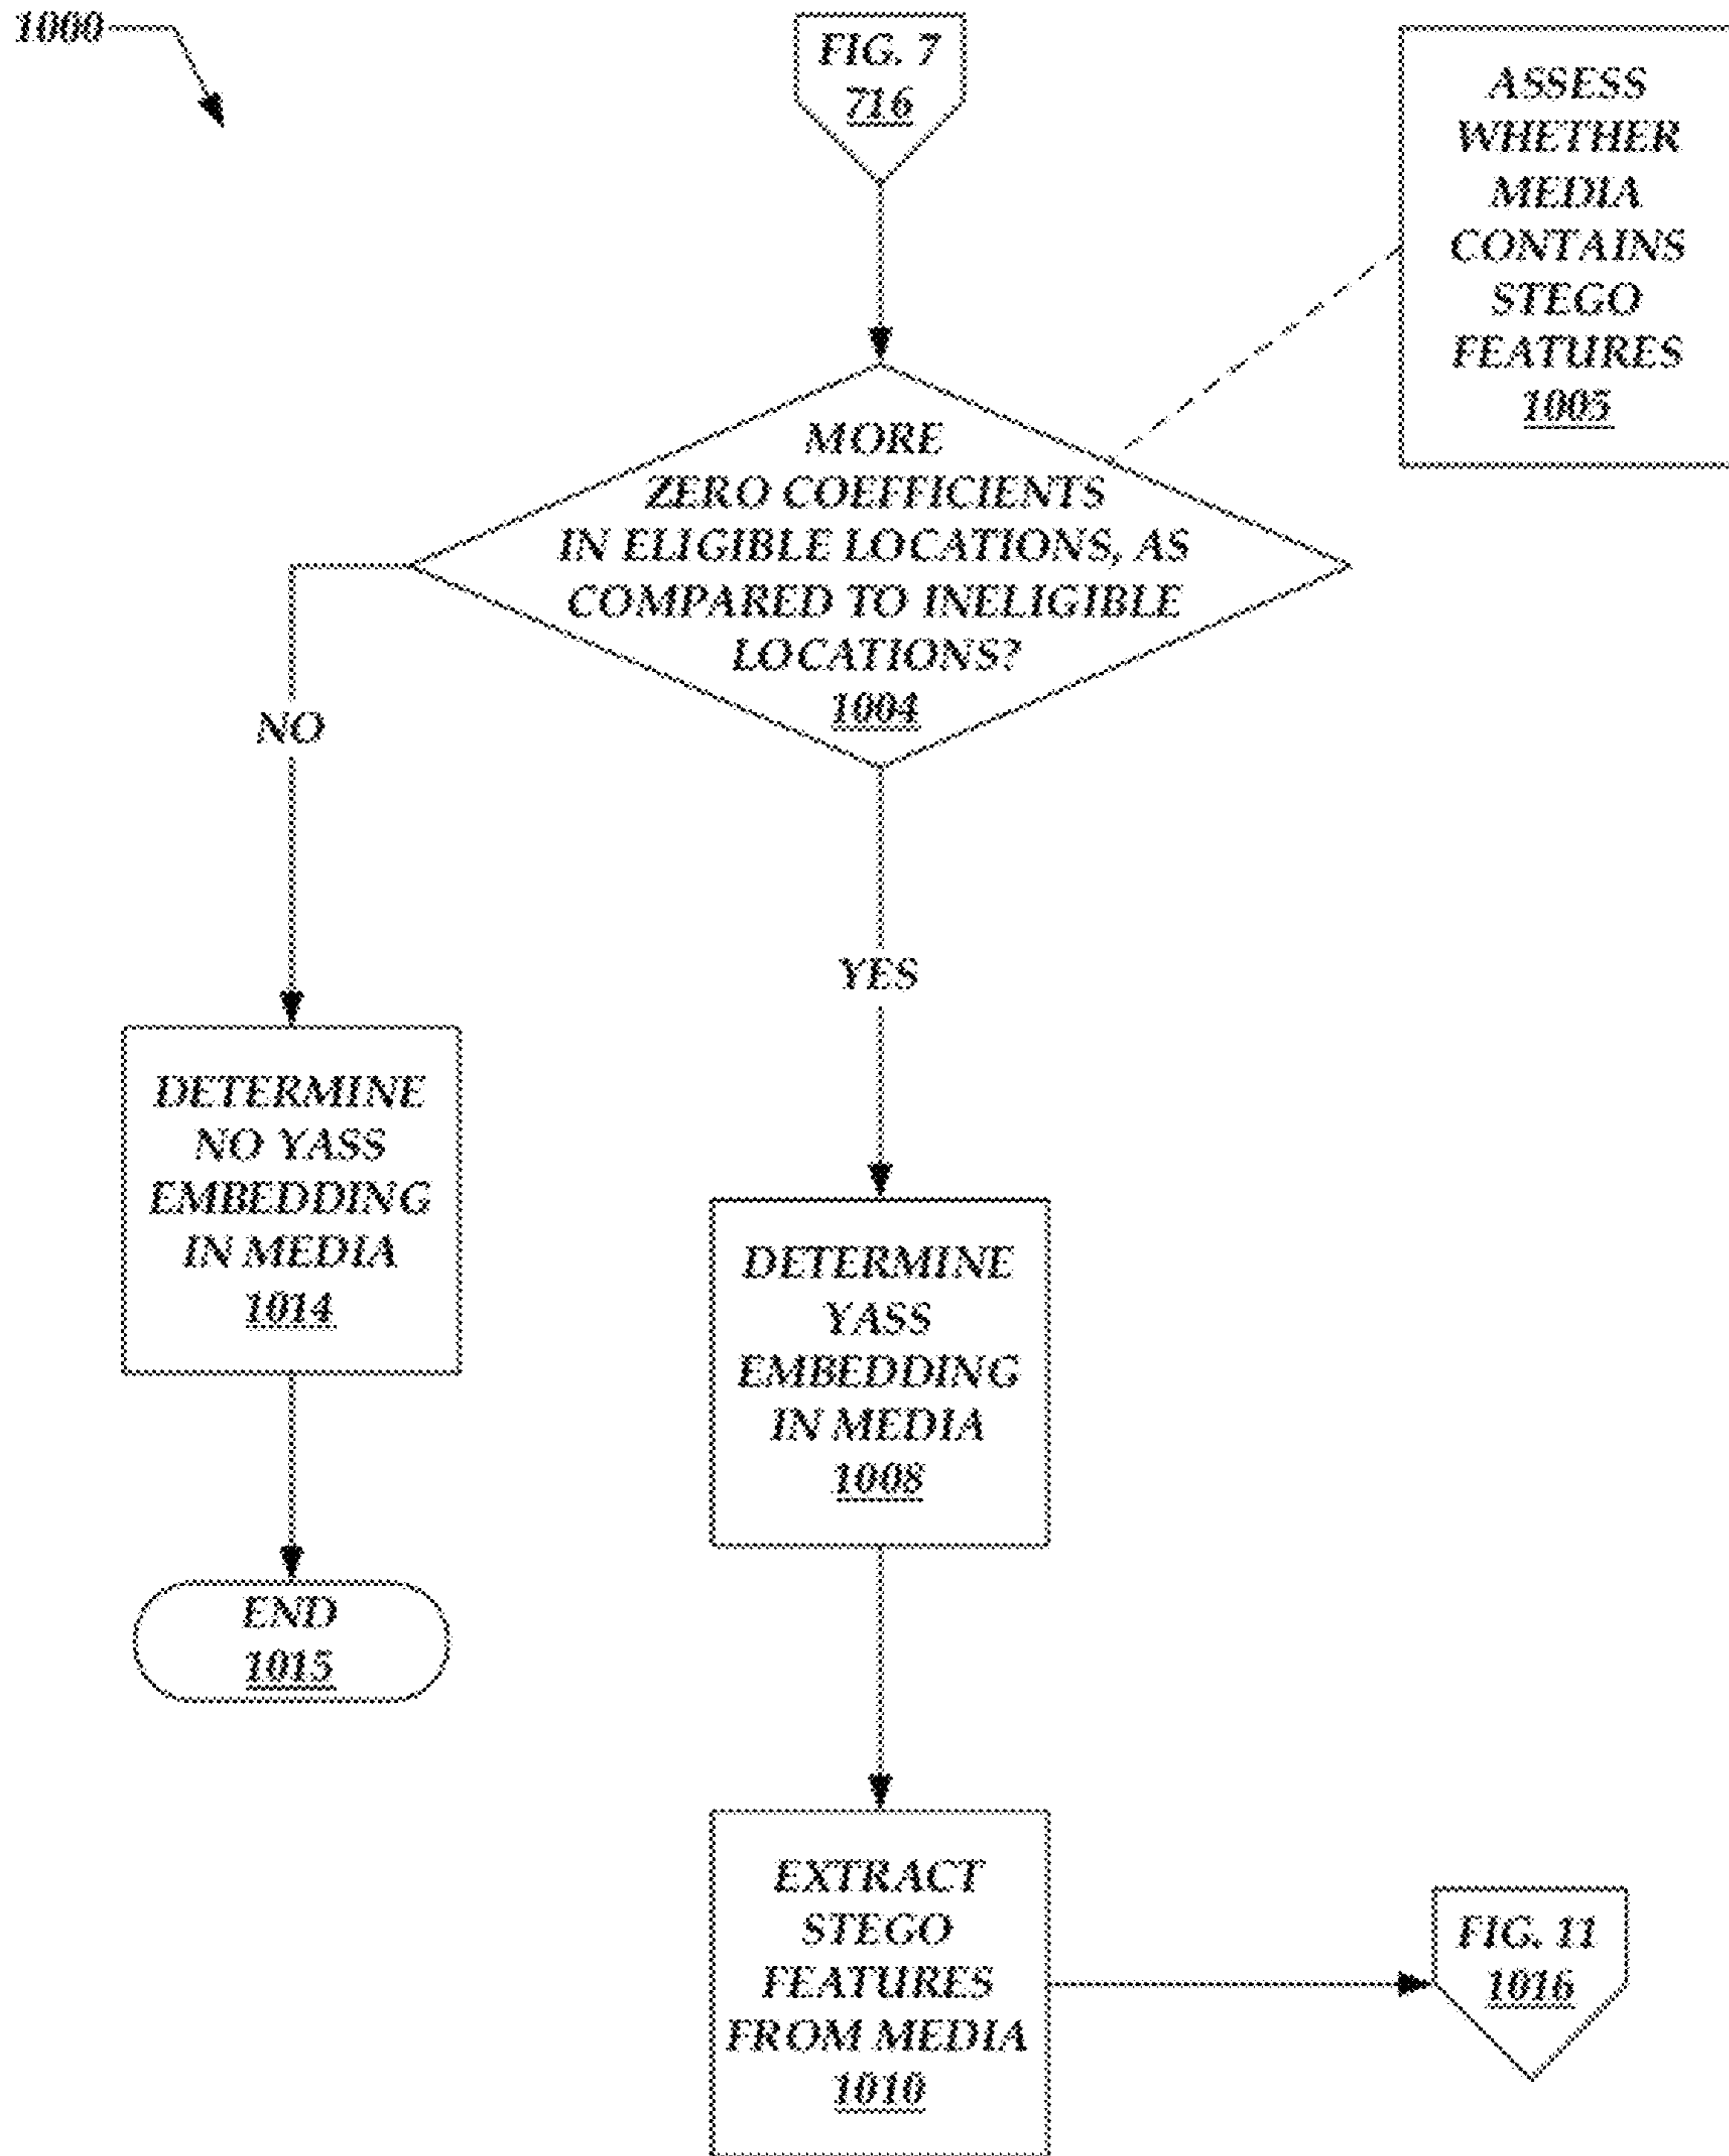 1000
FIG. 7
716
ASSESS
WHETHER
MEDIA
CONTAINS
STEGO
FEATURES
1005
MORE
ZERO COEFFICIENTS
IN ELIGIBLE LOCATIONS, AS
COMPARED TO INELIGIBLE
LOCATIONS?
1004
NO
YES
DETERMINE
NO YASS
EMBEDDING
IN MEDIA
1014
DETERMINE
YASS
EMBEDDING
IN MEDIA
1008
END
1015
EXTRACT
STEGO
FEATURES
FROM MEDIA
1010
FIG. 11
1016